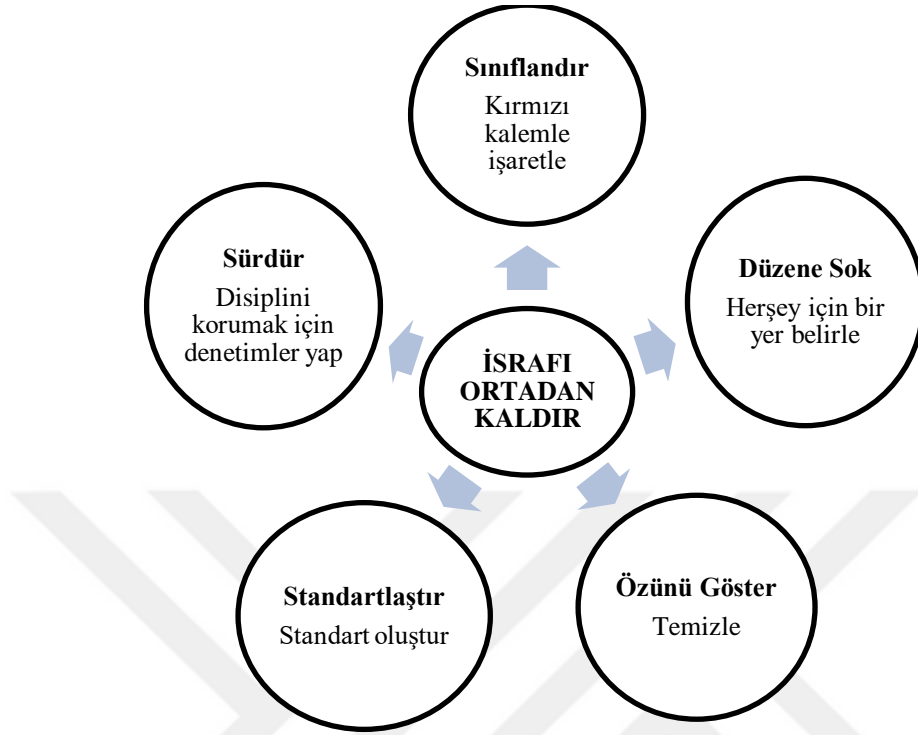 Sınıflandır
Kırmızı
kalemle
işaretle
Sürdür
Disiplini
korumak için
denetimler yap
Düzene Sok
Herşey için bir
yer belirle
İSRAFI
ORTADAN
KALDIR
Standartlaştır
Standart oluştur
Özünü Göster
Temizle